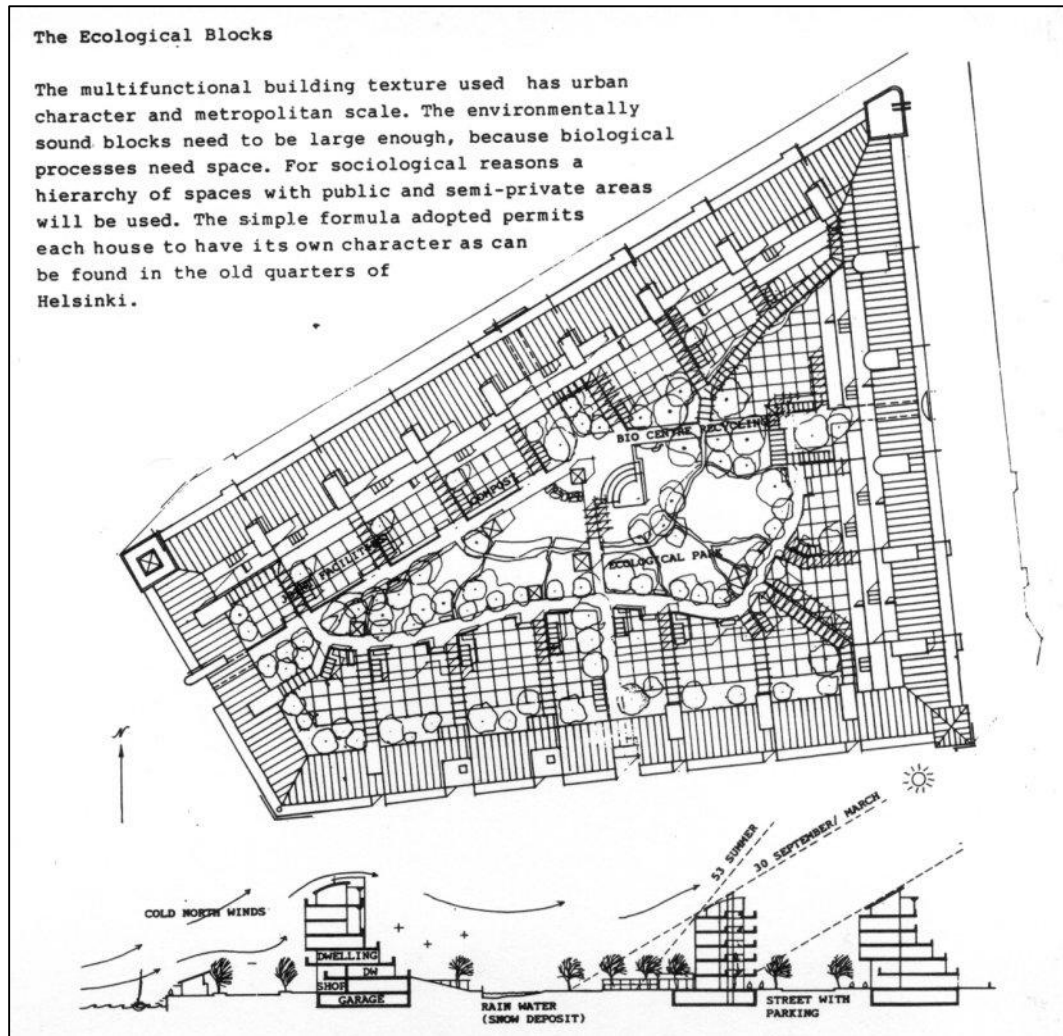 The Ecological Blocks
The multifunctional building texture used has urban
character and metropolitan scale. The environmentally
sound blocks need to be large enough, because biological
processes need space. For sociological reasons a
hierarchy of spaces with public and semi-private areas
will be used. The simple formula adopted permits
each house to have its own character as can
be found in the old quarters of
Helsinki.
BIO CENTRE RECYCLING
COMPOST
FACILITIES
ECOLOGICAL PARK
N
53 SUMMER
30 SEPTEMBER/ MARCH
COLD NORTH WINDS
DWELLING
DW
SHOP
GARAGE
RAIN WATER
(SNOW DEPOSIT)
STREET WITH
PARKING